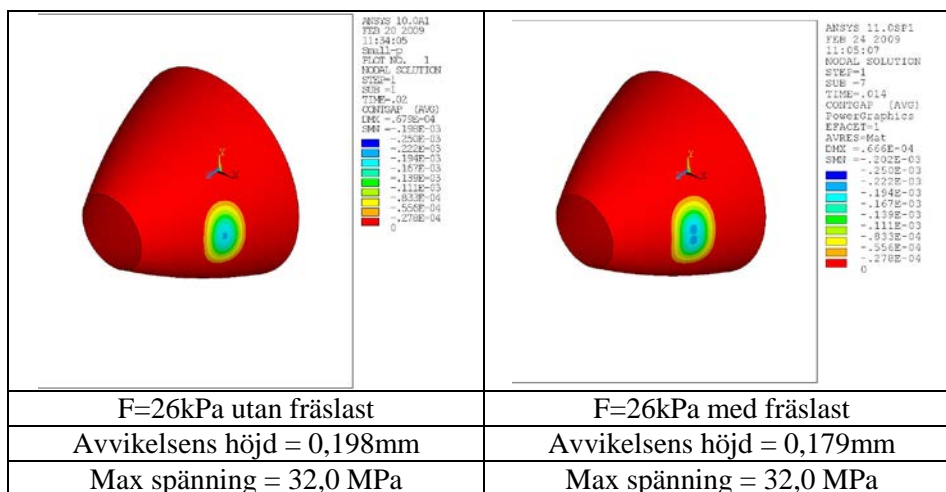 ANSYS 10.0A1
FEB 20 2009
11:34:05
Small-p
PLOT NO. 1
NODAL SOLUTION
STEP=1
SUB =1
TIME=.02
CONTGAP (AVG)
DMX =.679E-04
SMN =-.198E-03
-.250E-03
-.222E-03
-.194E-03
-.167E-03
-.139E-03
-.111E-03
-.833E-04
-.556E-04
-.278E-04
0
Y
X
ANSYS 11.0SP1
FEB 24 2009
11:05:07
NODAL SOLUTION
STEP=1
SUB =7
TIME=.014
CONTGAP (AVG)
PowerGraphics
EFACET=1
AVRES=Mat
DMX =.666E-04
SMN =-.202E-03
-.250E-03
-.222E-03
-.194E-03
-.167E-03
-.139E-03
-.111E-03
-.833E-04
-.556E-04
-.278E-04
0
Y
X
F=26kPa utan fräslast
F=26kPa med fräslast
Avvikelsens höjd = 0,198mm
Avvikelsens höjd = 0,179mm
Max spänning = 32,0 MPa
Max spänning = 32,0 MPa